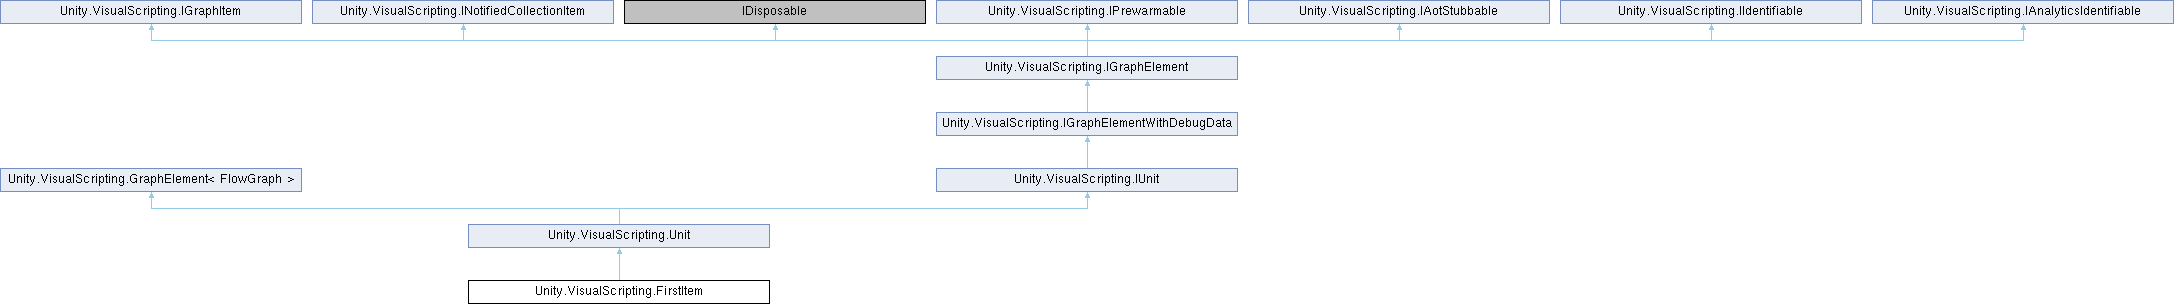 Unity.VisualScripting.IGraphItem
Unity.VisualScripting.INotifiedCollectionItem
IDisposable
Unity.VisualScripting.IPrewarmable
Unity.VisualScripting.IAotStubbable
Unity.VisualScripting.IIdentifiable
Unity.VisualScripting.IAnalyticsIdentifiable
Unity.VisualScripting.IGraphElement
Unity.VisualScripting.IGraphElementWithDebugData
Unity.VisualScripting.GraphElement< FlowGraph >
Unity.VisualScripting.IUnit
Unity.VisualScripting.Unit
Unity.VisualScripting.FirstItem